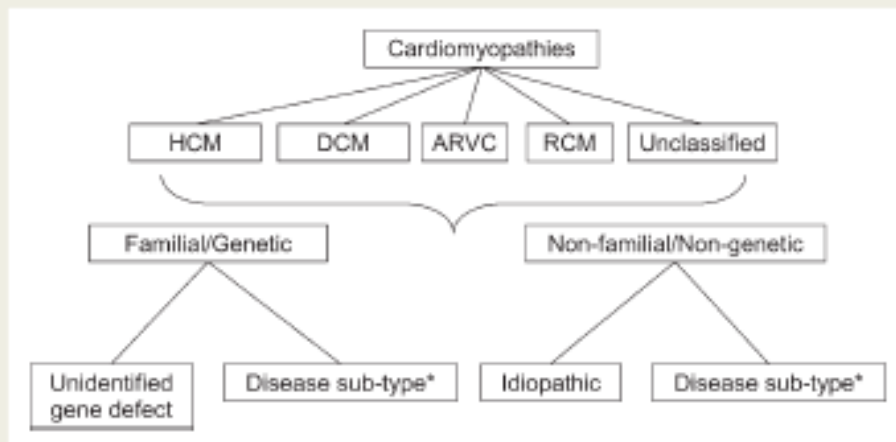 Cardiomyopathies
HCM
DCM
ARVC
RCM
Unclassified
Familial/Genetic
Non-familial/Non-genetic
Unidentified
gene defect
Disease sub-type*
Idiopathic
Disease sub-type*